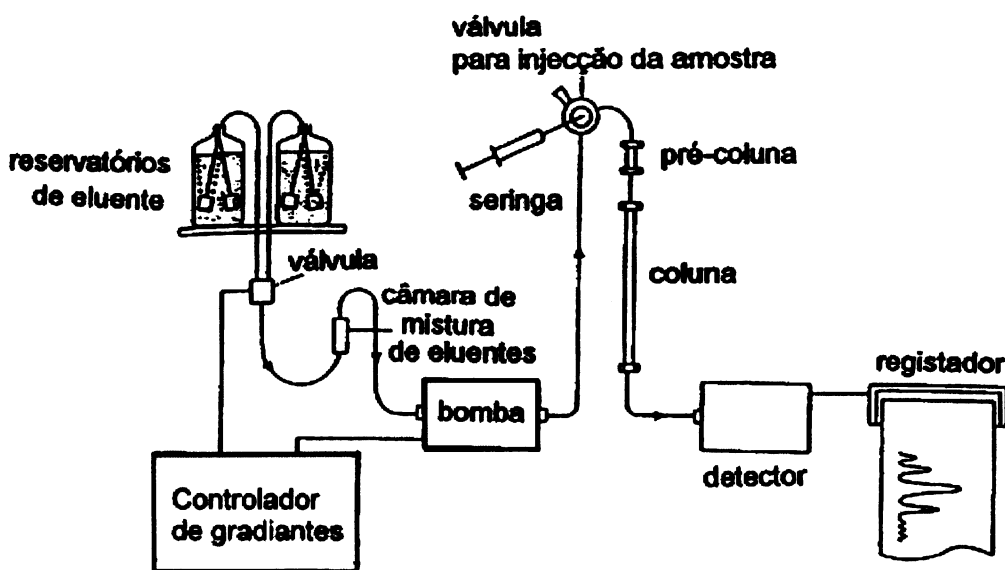 válvula
para injecção da amostra
reservatórios
de eluente
seringa
pré-coluna
válvula
coluna
câmara de
mistura
de eluentes
registador
bomba
detector
Controlador
de gradiantes